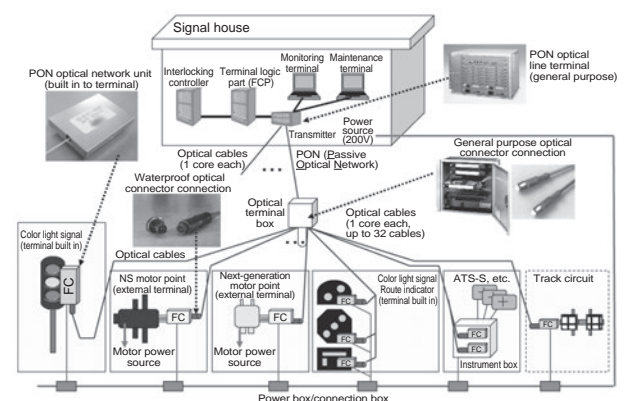 Signal house
Monitoring
terminal
Maintenance
terminal
Interlocking
controller
Terminal logic
part (FCP)
Transmitter
Power
source
(200V)
PON optical
line terminal
(general purpose)
PON optical network unit
(built in to terminal)
Optical cables
(1 core each)
PON (Passive
Optical Network)
General purpose optical
connector connection
Waterproof optical
connector connection
Optical
terminal
box
Optical cables
(1 core each,
up to 32 cables)
Color light signal
(terminal built in)
Optical cables
NS motor point
(external terminal)
Next-generation
motor point
(external terminal)
Color light signal
Route indicator
(terminal built in)
ATS-S, etc.
Track circuit
FC
FC
FC
FC
FC
FC
FC
FC
FC
Motor power
source
Motor power
source
Instrument box
Power box/connection box